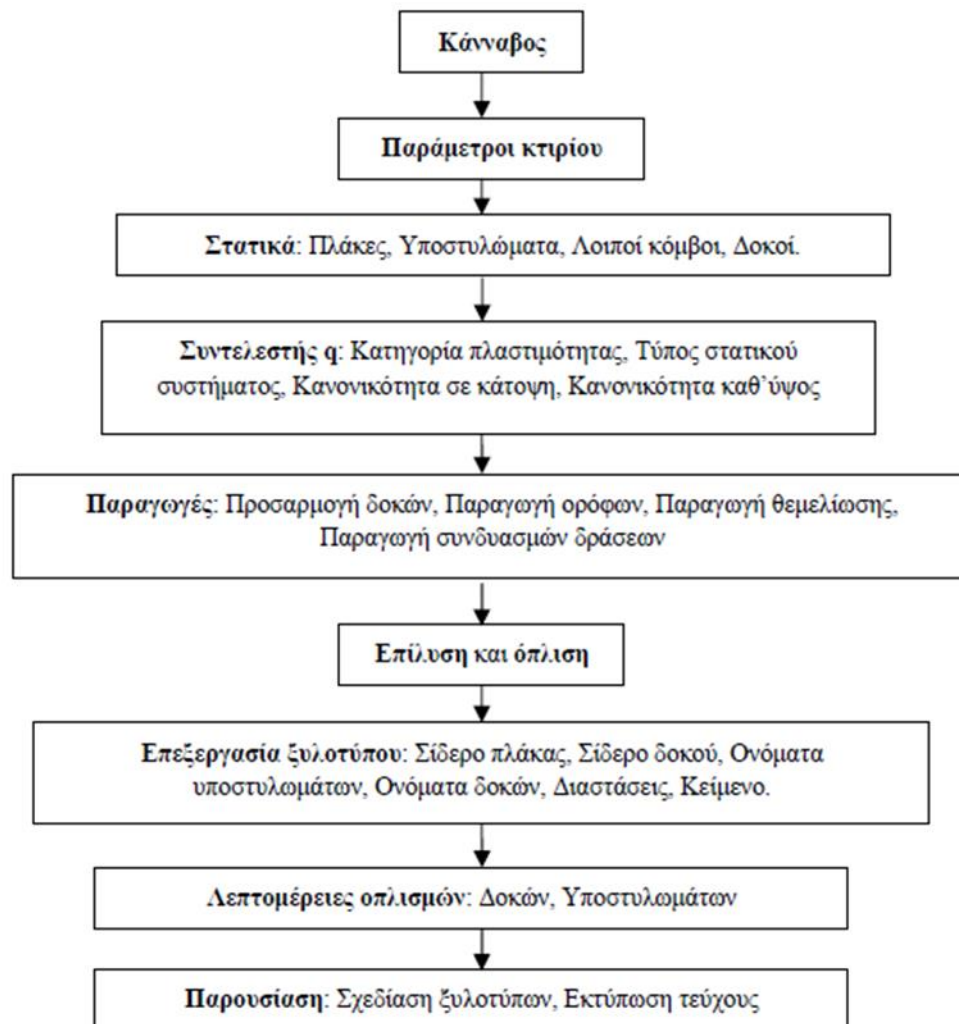 Κάνναβος
Παράμετροι κτιρίου
Στατικά: Πλάκες, Υποστυλώματα, Λοιποί κόμβοι, Δοκοί.
Συντελεστής q: Κατηγορία πλαστιμότητας, Τύπος στατικού
συστήματος, Κανονικότητα σε κάτοψη, Κανονικότητα καθ’ύψος
Παραγωγές: Προσαρμογή δοκών, Παραγωγή ορόφων, Παραγωγή θεμελίωσης,
Παραγωγή συνδυασμών δράσεων
Επίλυση και όπλιση
Επεξεργασία ξυλοτύπου: Σίδερο πλάκας, Σίδερο δοκού, Ονόματα
υποστυλωμάτων, Ονόματα δοκών, Διαστάσεις, Κείμενο.
Λεπτομέρειες οπλισμών: Δοκών, Υποστυλωμάτων
Παρουσίαση: Σχεδίαση ξυλοτύπων, Εκτύπωση τεύχους